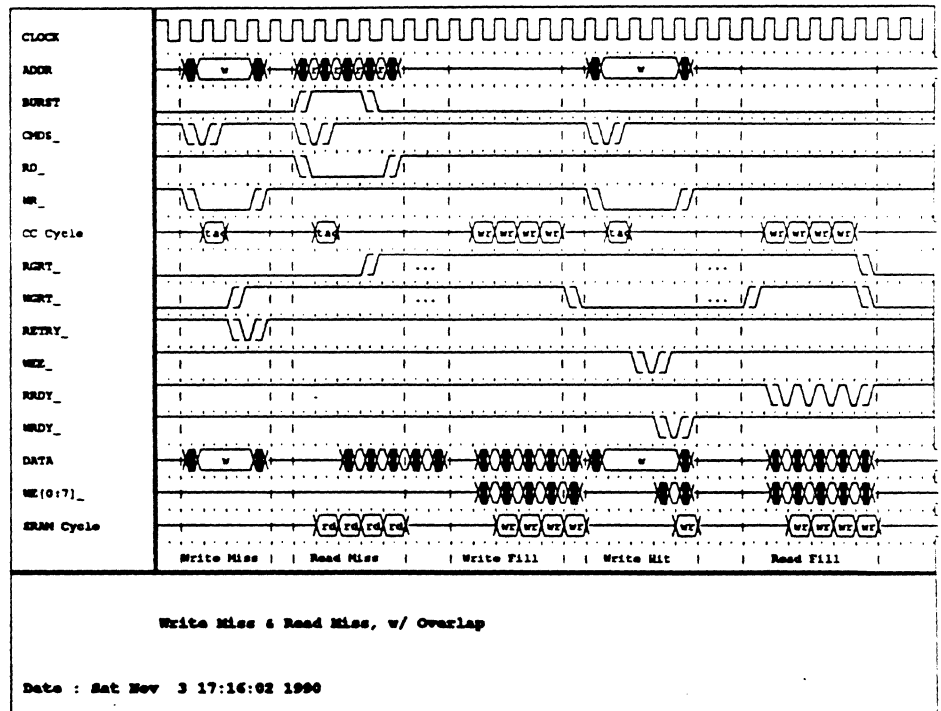 CLOCK
ADDR w w
BURST
CMDS_
RD_
WR_
CC Cycle tag tag wr wr wr wr tag wr wr wr wr
RGRT_ ... ...
WGRT_ ... ...
RETRY_
WEE_
RRDY_
WRDY_
DATA w w
WE[0:7]_
SRAM Cycle rd rd rd rd wr wr wr wr wr wr wr wr wr
Write Miss Read Miss Write Fill Write Hit Read Fill
Write Miss & Read Miss, w/ Overlap
Date : Sat Nov 3 17:16:02 1990